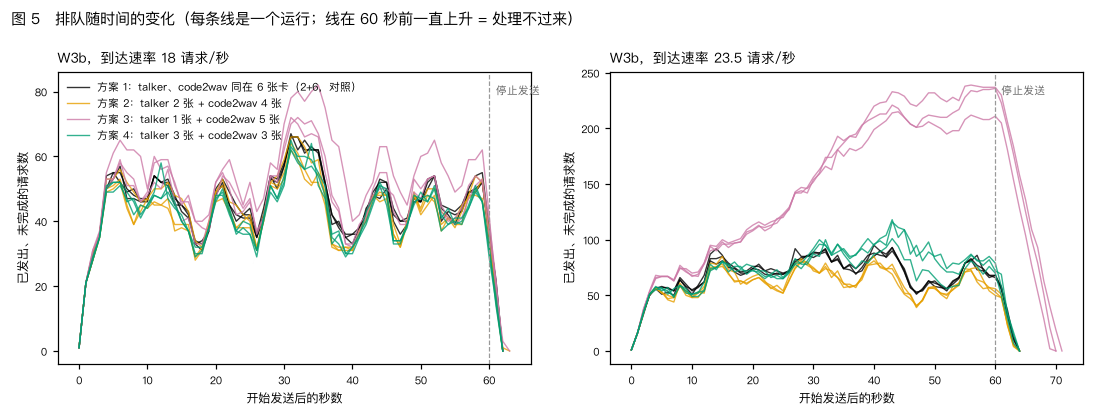 图 5　排队随时间的变化（每条线是一个运行；线在 60 秒前一直上升 = 处理不过来）
W3b，到达速率 18 请求/秒
已发出、未完成的请求数
80
60
40
20
0
方案 1：talker、code2wav 同在 6 张卡（2+6，对照）
方案 2：talker 2 张 + code2wav 4 张
方案 3：talker 1 张 + code2wav 5 张
方案 4：talker 3 张 + code2wav 3 张
停止发送
0 10 20 30 40 50 60
开始发送后的秒数
W3b，到达速率 23.5 请求/秒
已发出、未完成的请求数
250
200
150
100
50
0
停止发送
0 10 20 30 40 50 60 70
开始发送后的秒数